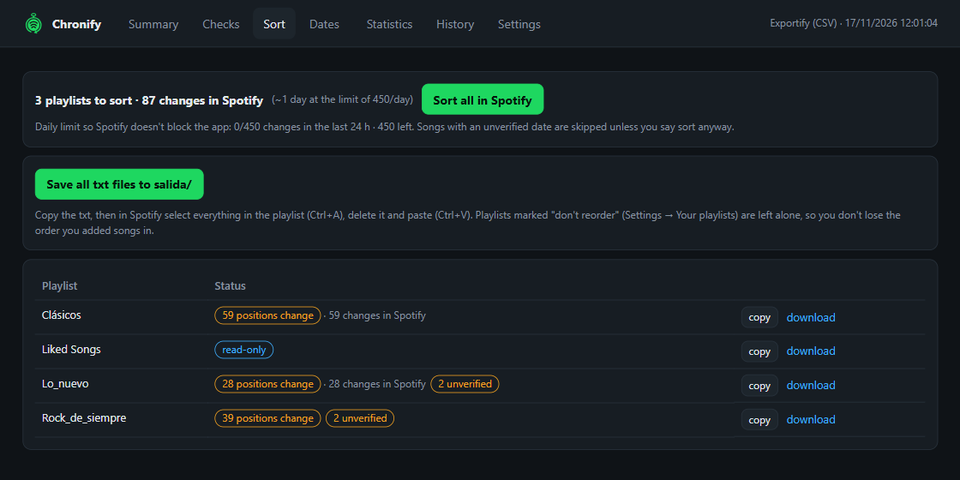 Chronify Summary Checks Sort Dates Statistics History Settings Exportify (CSV) · 17/11/2026 12:01:04
3 playlists to sort · 87 changes in Spotify (~1 day at the limit of 450/day) Sort all in Spotify
Daily limit so Spotify doesn't block the app: 0/450 changes in the last 24 h · 450 left. Songs with an unverified date are skipped unless you say sort anyway.
Save all txt files to salida/
Copy the txt, then in Spotify select everything in the playlist (Ctrl+A), delete it and paste (Ctrl+V). Playlists marked "don't reorder" (Settings → Your playlists) are left alone, so you don't lose the
order you added songs in.
Playlist Status
Clásicos 59 positions change · 59 changes in Spotify copy download
Liked Songs read-only copy download
Lo_nuevo 28 positions change · 28 changes in Spotify 2 unverified copy download
Rock_de_siempre 39 positions change 2 unverified copy download